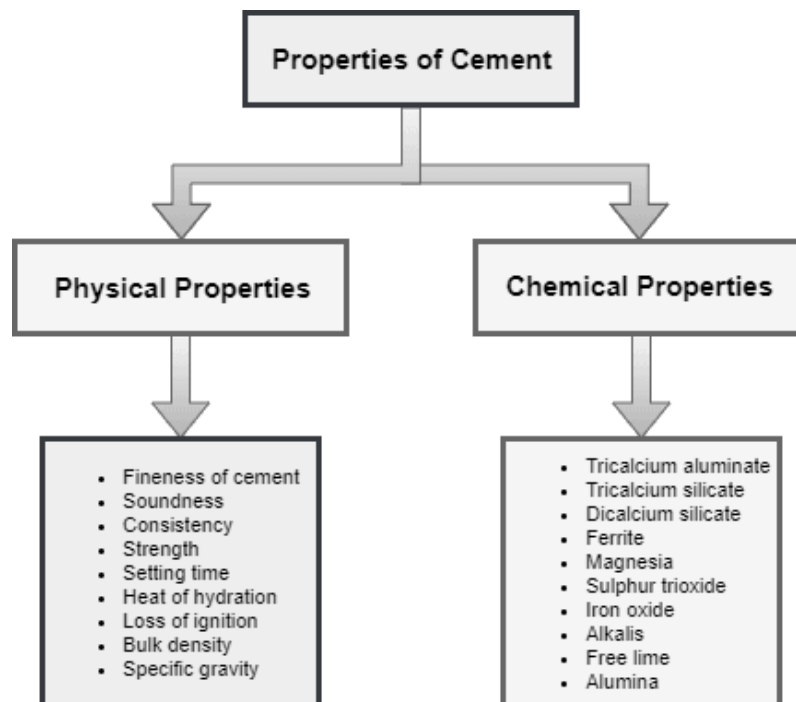 Properties of Cement
Physical Properties
Chemical Properties
• Fineness of cement
• Soundness
• Consistency
• Strength
• Setting time
• Heat of hydration
• Loss of ignition
• Bulk density
• Specific gravity
• Tricalcium aluminate
• Tricalcium silicate
• Dicalcium silicate
• Ferrite
• Magnesia
• Sulphur trioxide
• Iron oxide
• Alkalis
• Free lime
• Alumina